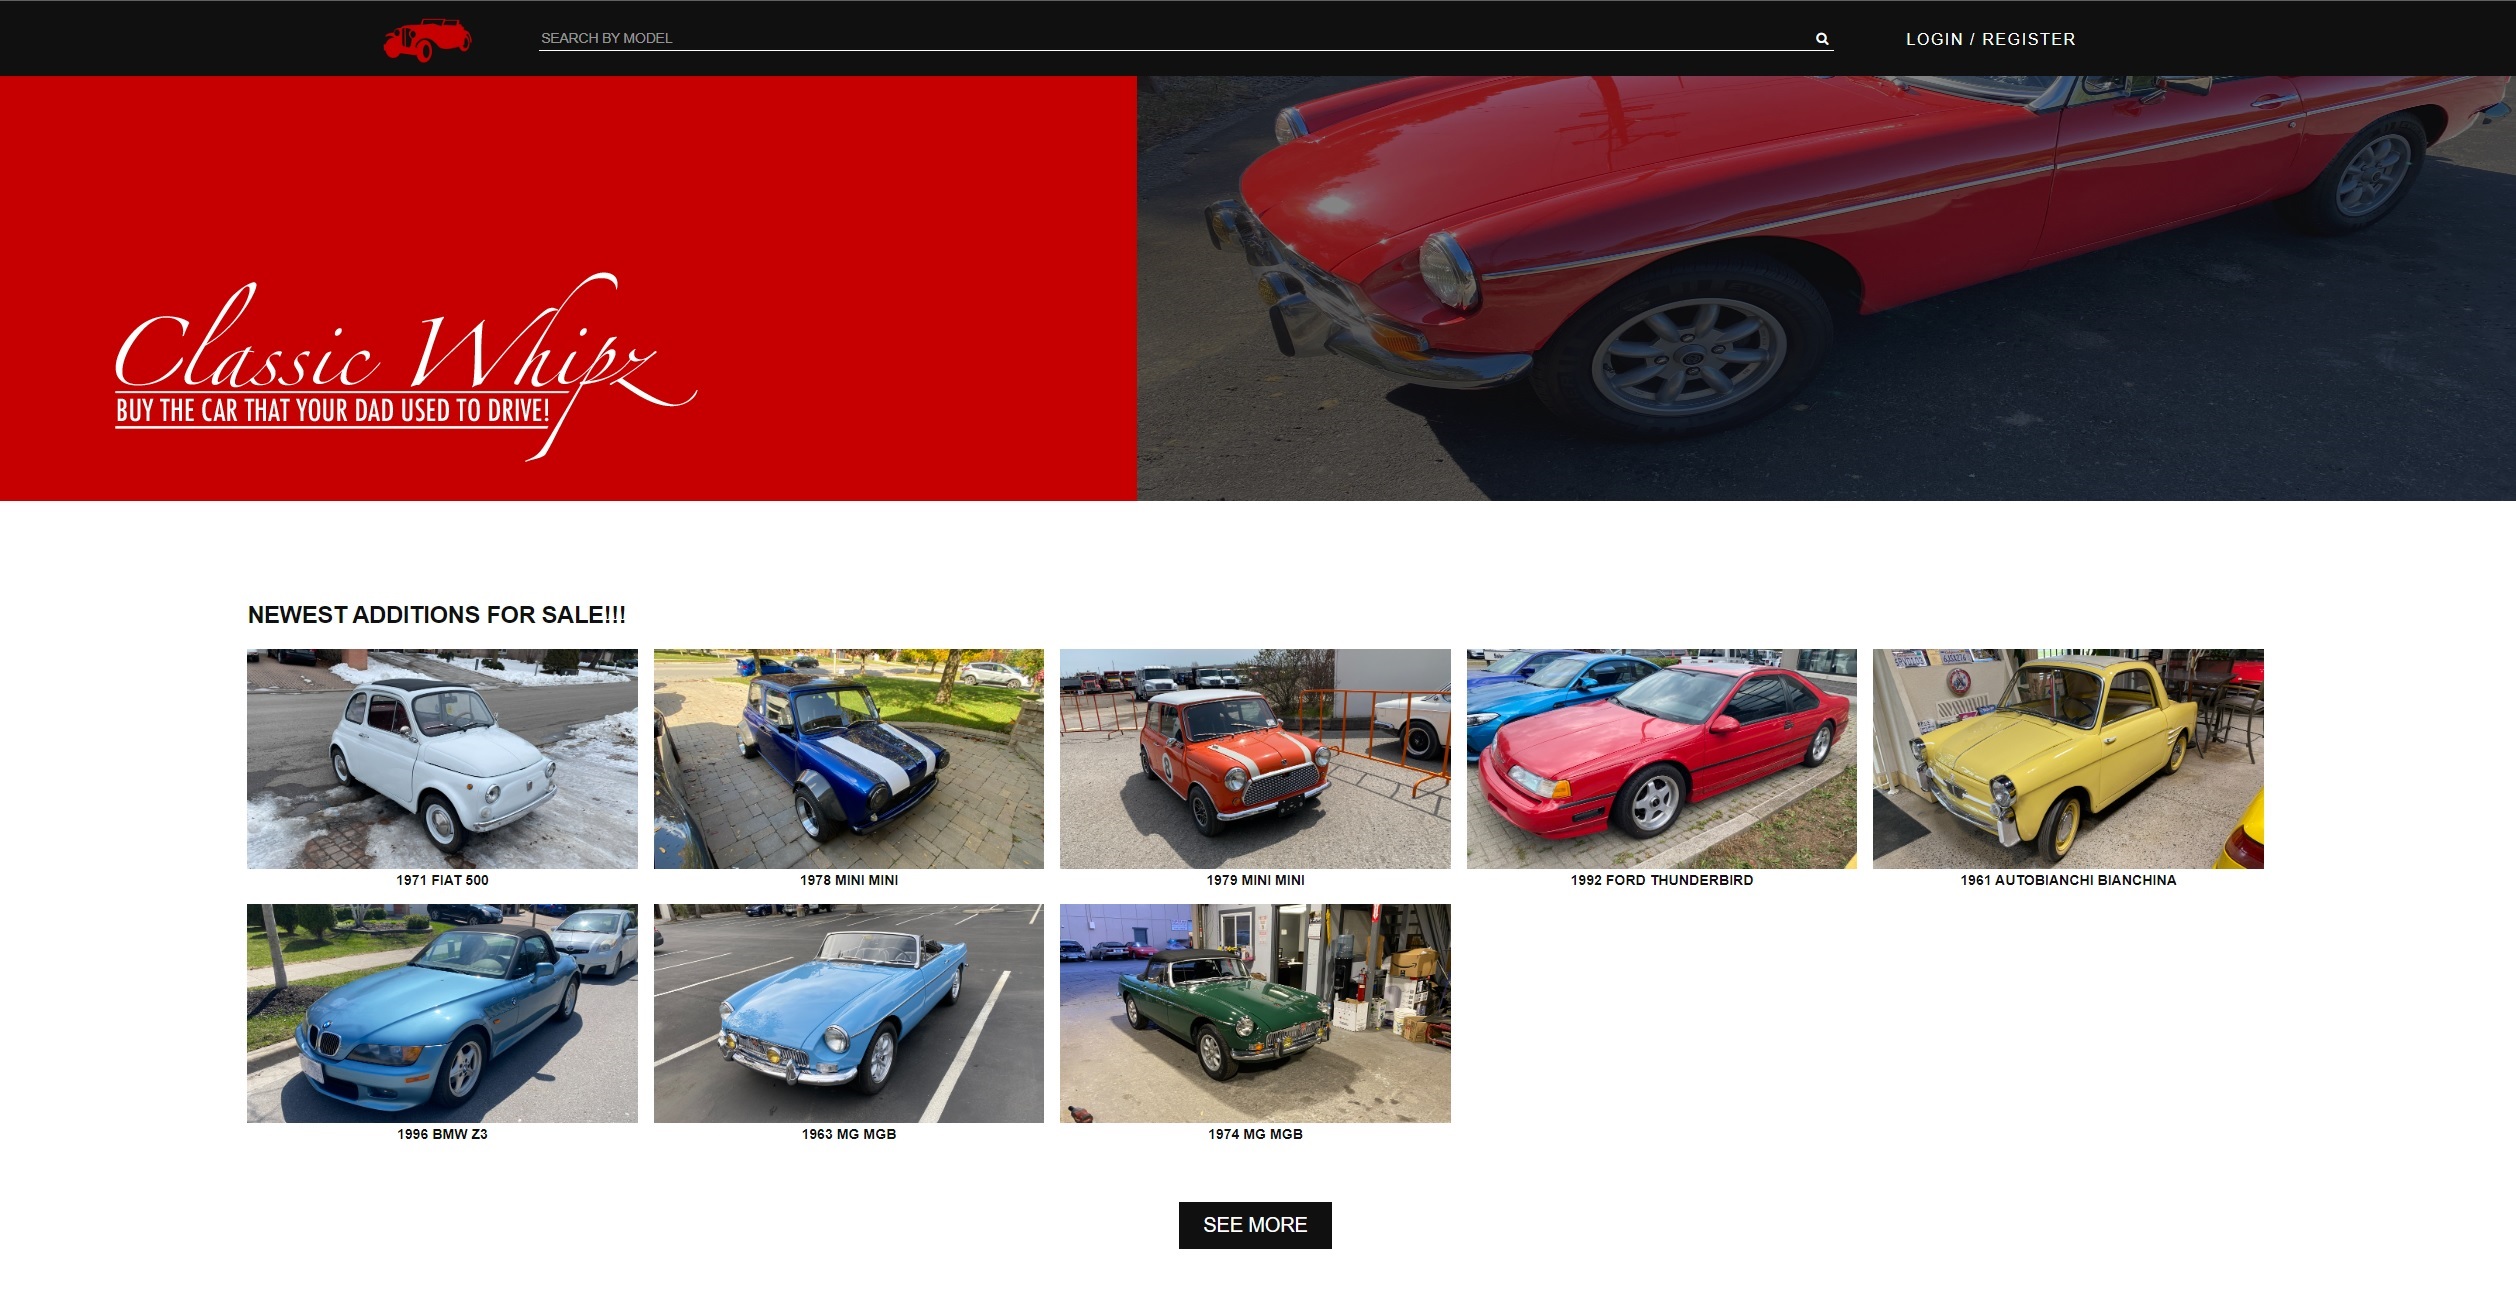 SEARCH BY MODEL
LOGIN / REGISTER
Classic Whipz
BUY THE CAR THAT YOUR DAD USED TO DRIVE!
NEWEST ADDITIONS FOR SALE!!!
1971 FIAT 500
1978 MINI MINI
1979 MINI MINI
1992 FORD THUNDERBIRD
1961 AUTOBIANCHI BIANCHINA
1996 BMW Z3
1963 MG MGB
1974 MG MGB
SEE MORE